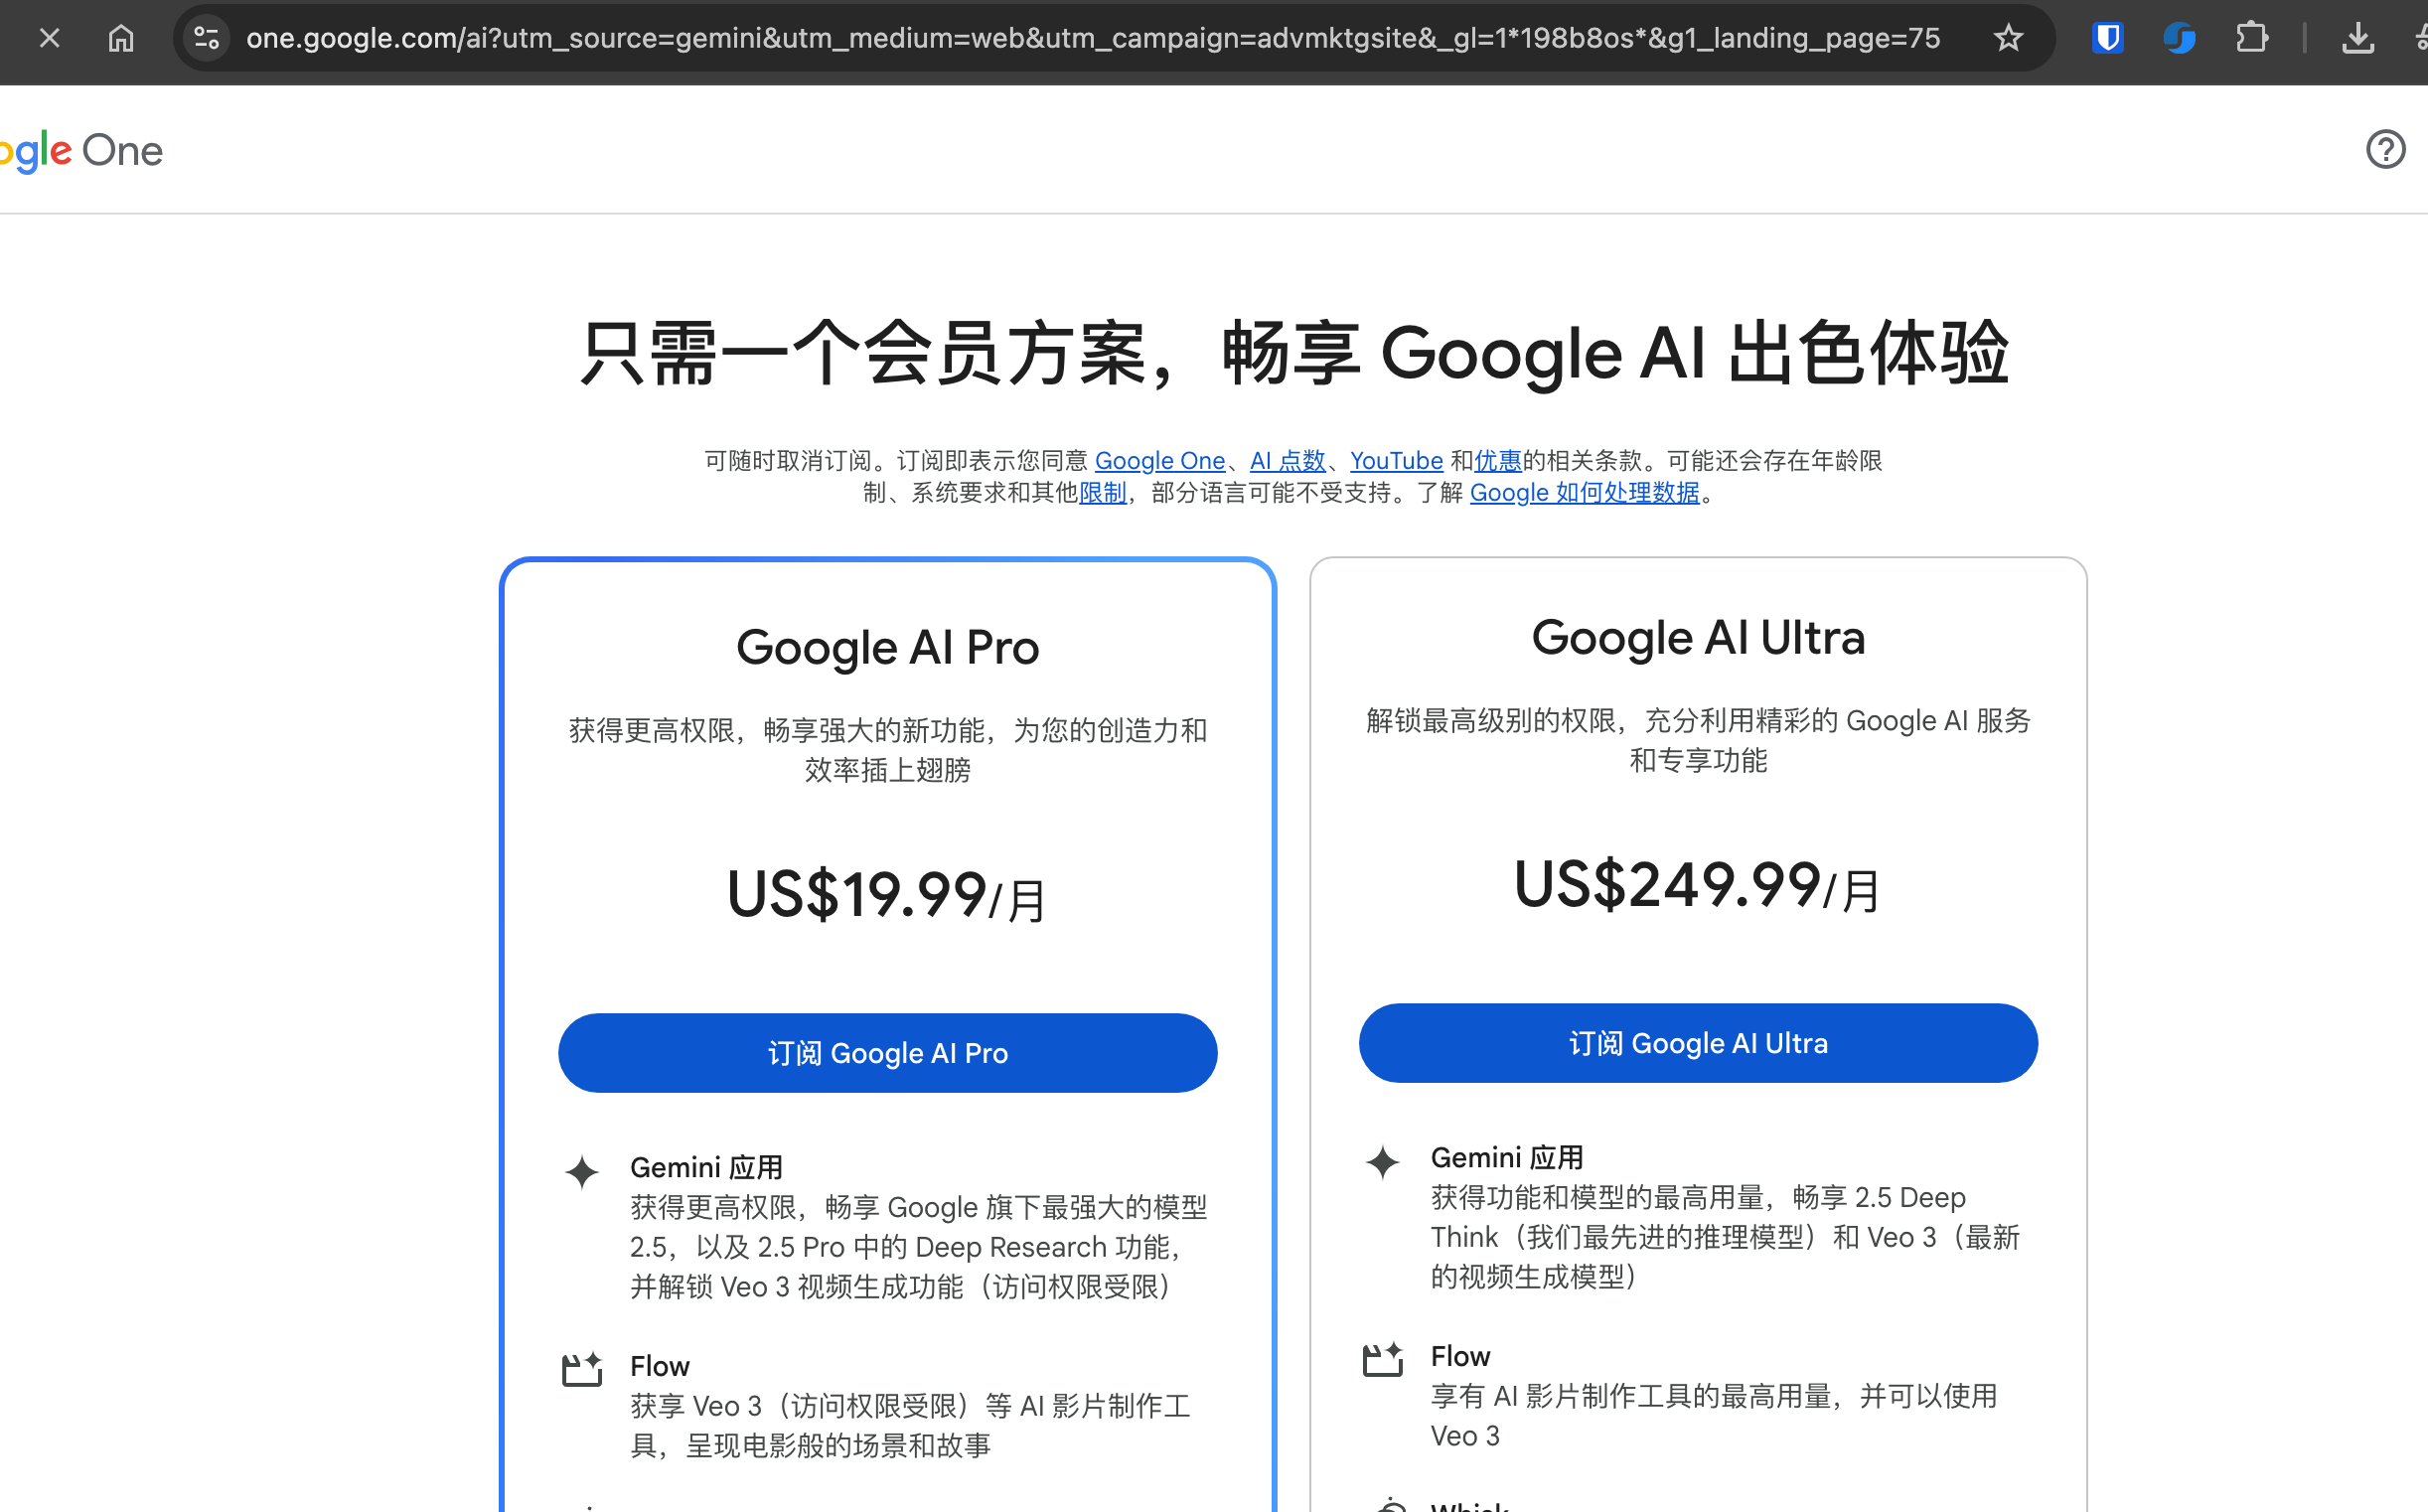 one.google.com/ai?utm_source=gemini&utm_medium=web&utm_campaign=advmktgsite&_gl=1*198b8os*&g1_landing_page=75
ogle One
只需一个会员方案，畅享 Google AI 出色体验
可随时取消订阅。订阅即表示您同意 Google One、AI 点数、YouTube 和优惠的相关条款。可能还会存在年龄限
制、系统要求和其他限制，部分语言可能不受支持。了解 Google 如何处理数据。
Google AI Pro
获得更高权限，畅享强大的新功能，为您的创造力和
效率插上翅膀
US$19.99/月
订阅 Google AI Pro
Gemini 应用
获得更高权限，畅享 Google 旗下最强大的模型
2.5，以及 2.5 Pro 中的 Deep Research 功能，
并解锁 Veo 3 视频生成功能（访问权限受限）
Flow
获享 Veo 3（访问权限受限）等 AI 影片制作工
具，呈现电影般的场景和故事
Google AI Ultra
解锁最高级别的权限，充分利用精彩的 Google AI 服务
和专享功能
US$249.99/月
订阅 Google AI Ultra
Gemini 应用
获得功能和模型的最高用量，畅享 2.5 Deep
Think（我们最先进的推理模型）和 Veo 3（最新
的视频生成模型）
Flow
享有 AI 影片制作工具的最高用量，并可以使用
Veo 3
Whisk